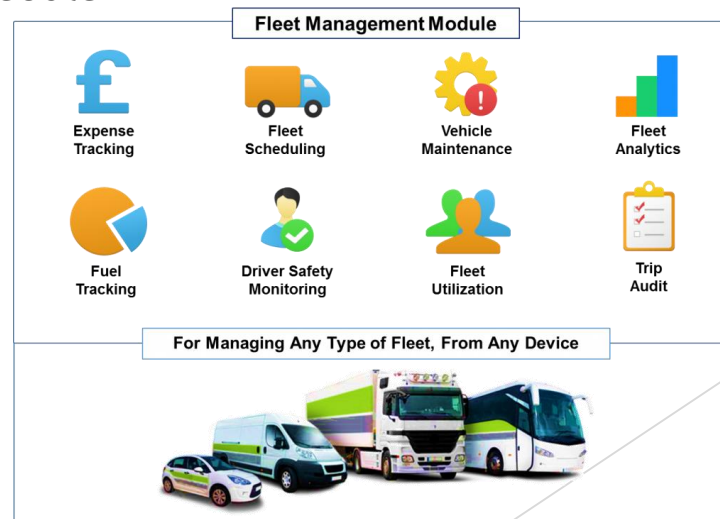 Fleet Management Module
Expense
Tracking
Fleet
Scheduling
Vehicle
Maintenance
Fleet
Analytics
Fuel
Tracking
Driver Safety
Monitoring
Fleet
Utilization
Trip
Audit
For Managing Any Type of Fleet, From Any Device